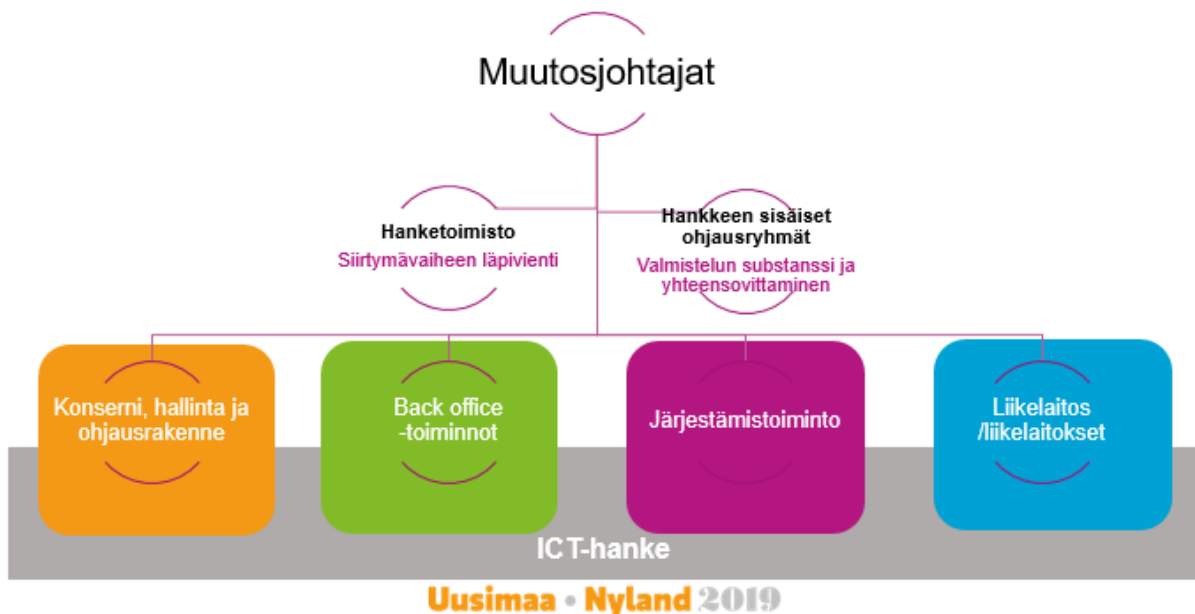 Muutosjohtajat
Hanketoimisto
Siirtymävaiheen läpivienti
Hankkeen sisäiset
ohjausryhmät
Valmistelun substanssi ja
yhteensovittaminen
Konserni, hallinta ja
ohjausrakenne
Back office
-toiminnot
Järjestämistoiminto
Liikelaitos
/liikelaitokset
ICT-hanke
Uusimaa • Nyland 2019